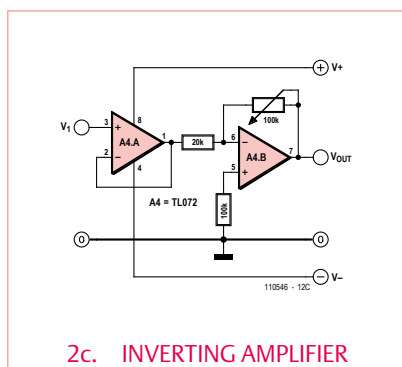 V+
V1
3
+
8
A4.A
1
2
−
4
20k
100k
6
−
A4.B
7
VOUT
5
+
A4 = TL072
100k
0
0
110546 - 12C
V−
2c. INVERTING AMPLIFIER